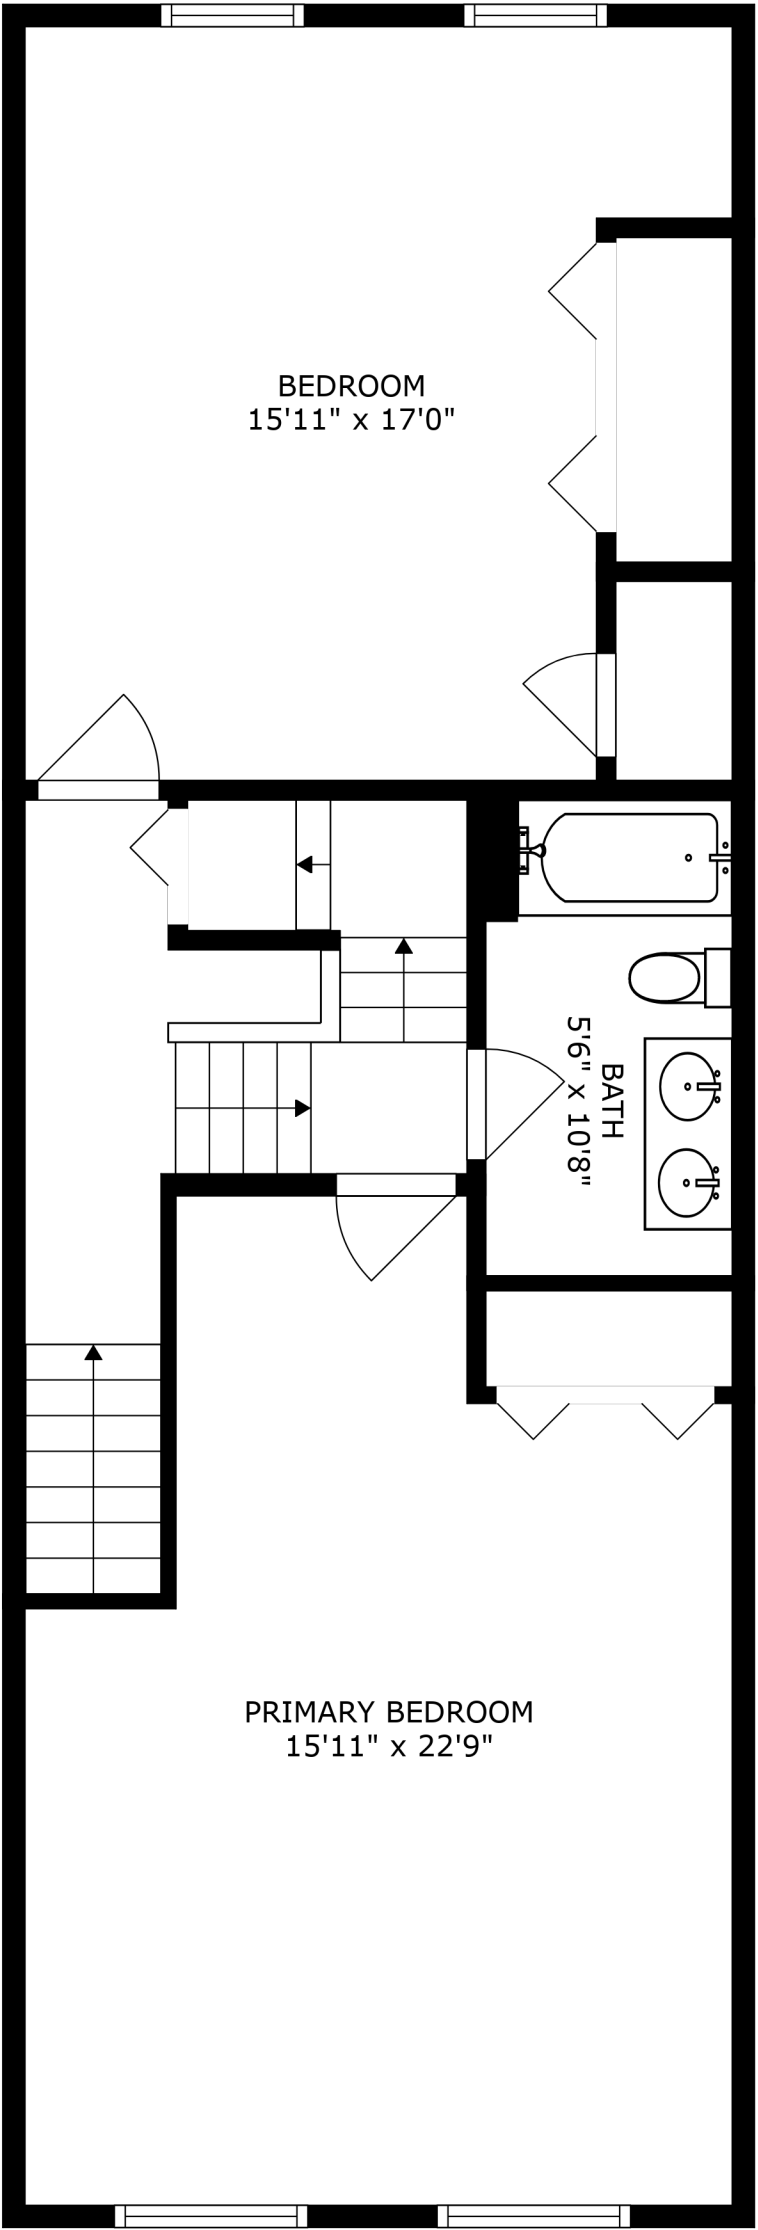 BEDROOM
15'11" x 17'0"
BATH
5'6" x 10'8"
PRIMARY BEDROOM
15'11" x 22'9"